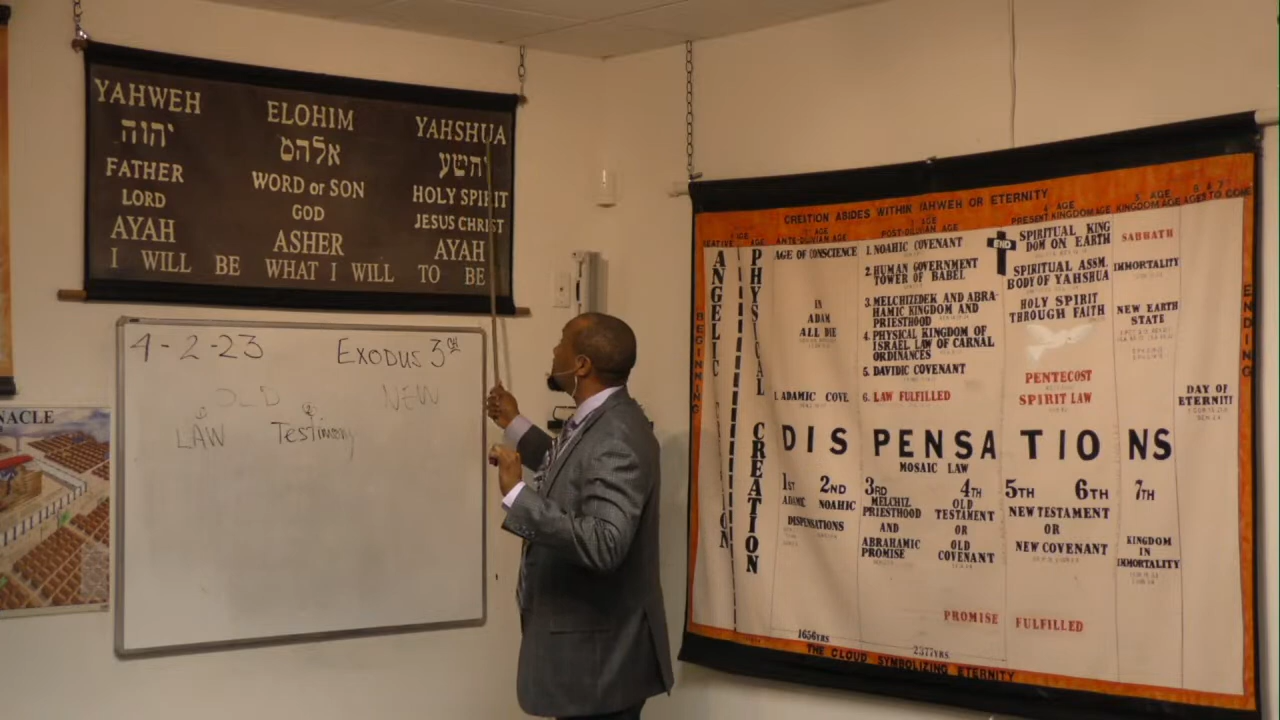 YAHWEH
יהוה
FATHER
LORD
AYAH
ELOHIM
אלהם
WORD or SON
GOD
ASHER
YAHSHUA
יהשע
HOLY SPIRIT
JESUS CHRIST
AYAH
I WILL BE WHAT I WILL TO BE
4-2-23
EXODUS 3
OLD
NEW
LAW
Testimony
NACLE
CREATION ABIDES WITHIN YAHWEH OR ETERNITY
BEGINNING
ENDING
ANGELIC
PHYSICAL CREATION
AGE
ANTE-DILUVIAN AGE
POST-DILUVIAN AGE
PRESENT KINGDOM AGE
KINGDOM AGE
AGES TO COME
AGE OF CONSCIENCE
IN
ADAM
ALL DIE
1. ADAMIC COVE.
1. NOAHIC COVENANT
2. HUMAN GOVERNMENT
TOWER OF BABEL
3. MELCHIZEDEK AND ABRA-
HAMIC KINGDOM AND
PRIESTHOOD
4. PHYSICAL KINGDOM OF
ISRAEL LAW OF CARNAL
ORDINANCES
5. DAVIDIC COVENANT
6. LAW FULFILLED
END
SPIRITUAL KING
DOM ON EARTH
SPIRITUAL ASSM.
BODY OF YAHSHUA
HOLY SPIRIT
THROUGH FAITH
PENTECOST
SPIRIT LAW
SABBATH
IMMORTALITY
NEW EARTH
STATE
DAY OF
ETERNITY
DISPENSATIONS
MOSAIC LAW
1ST
ADAMIC
2ND
NOAHIC
DISPENSATIONS
3RD
MELCHIZ.
PRIESTHOOD
AND
ABRAHAMIC
PROMISE
4TH
OLD
TESTAMENT
OR
OLD
COVENANT
5TH 6TH
NEW TESTAMENT
OR
NEW COVENANT
7TH
KINGDOM
IN
IMMORTALITY
PROMISE FULFILLED
1656YRS
2377YRS
THE CLOUD SYMBOLIZING ETERNITY